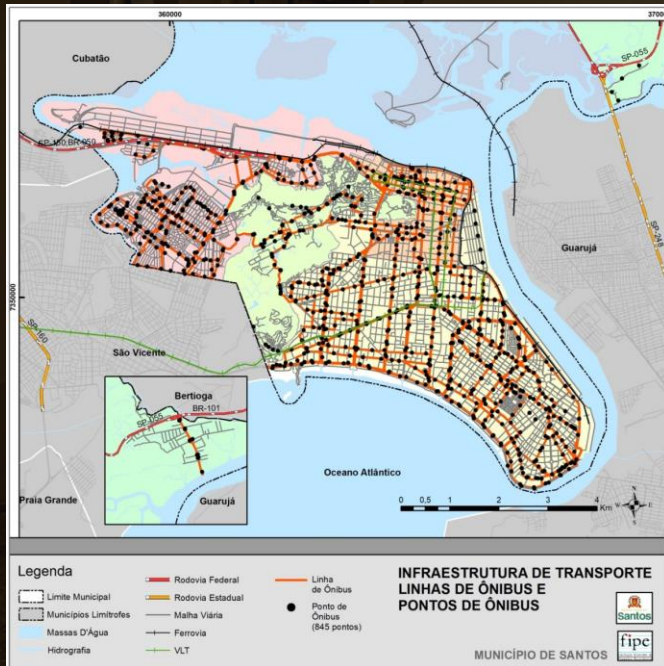 360000
370000
Cubatão
SP-055
SP-150;BR-050
Guarujá
SP-248
7350000
SP-160
São Vicente
Bertioga
SP-055
BR-101
Guarujá
Praia Grande
Oceano Atlântico
0 0,5 1 2 3 4
Km
N
W E
S
Legenda
Limite Municipal
Municípios Limítrofes
Massas D'Água
Hidrografia
Rodovia Federal
Rodovia Estadual
Malha Viária
Ferrovia
VLT
Linha
de Ônibus
Ponto de
Ônibus
(845 pontos)
INFRAESTRUTURA DE TRANSPORTE
LINHAS DE ÔNIBUS E
PONTOS DE ÔNIBUS
MUNICÍPIO DE SANTOS
Santos
fipe